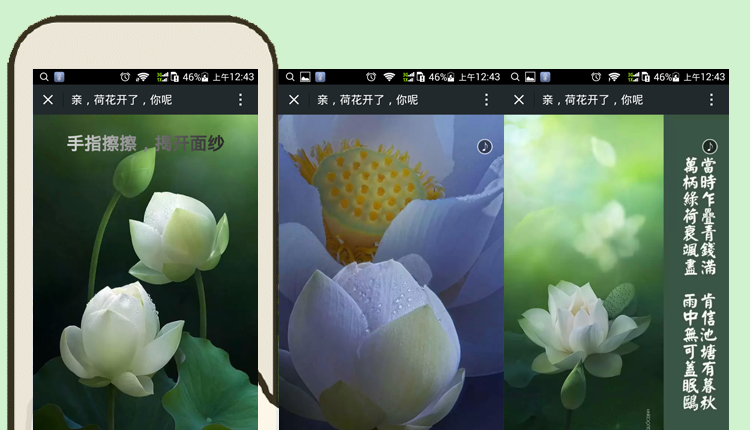 46% 上午12:43
亲，荷花开了，你呢
手指擦擦，揭开面纱
46% 上午12:43
亲，荷花开了，你呢
46% 上午12:43
亲，荷花开了，你呢
當時乍疊青錢滿
肯信池塘有暮秋
萬柄綠荷衰颯盡
雨中無可蓋眠鷗